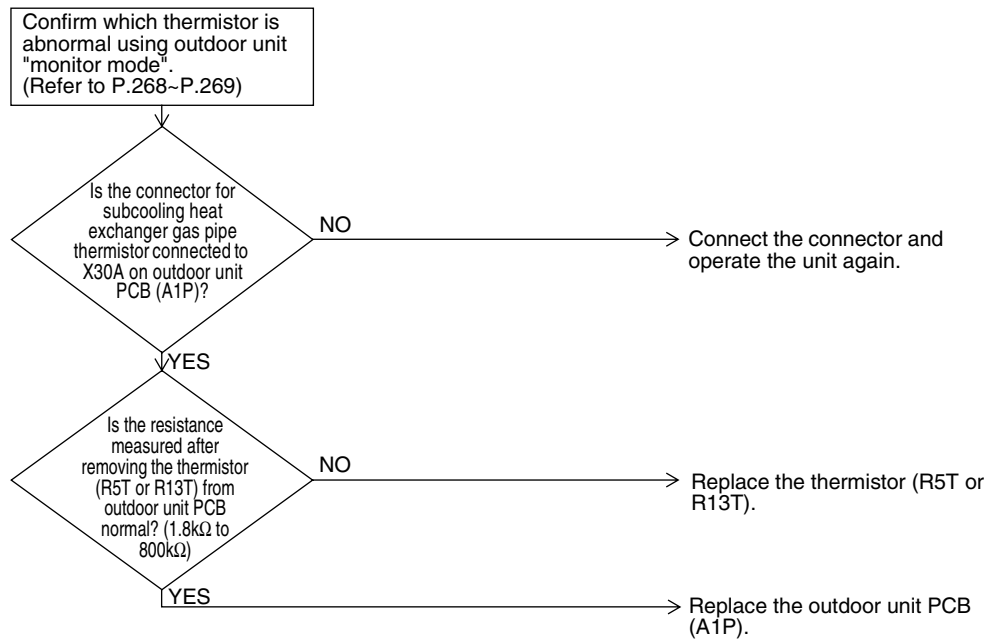 Confirm which thermistor is
abnormal using outdoor unit
"monitor mode".
(Refer to P.268~P.269)
Is the connector for
subcooling heat
exchanger gas pipe
thermistor connected to
X30A on outdoor unit
PCB (A1P)?
NO
Connect the connector and
operate the unit again.
YES
Is the resistance
measured after
removing the thermistor
(R5T or R13T) from
outdoor unit PCB
normal? (1.8kΩ to
800kΩ)
NO
Replace the thermistor (R5T or
R13T).
YES
Replace the outdoor unit PCB
(A1P).